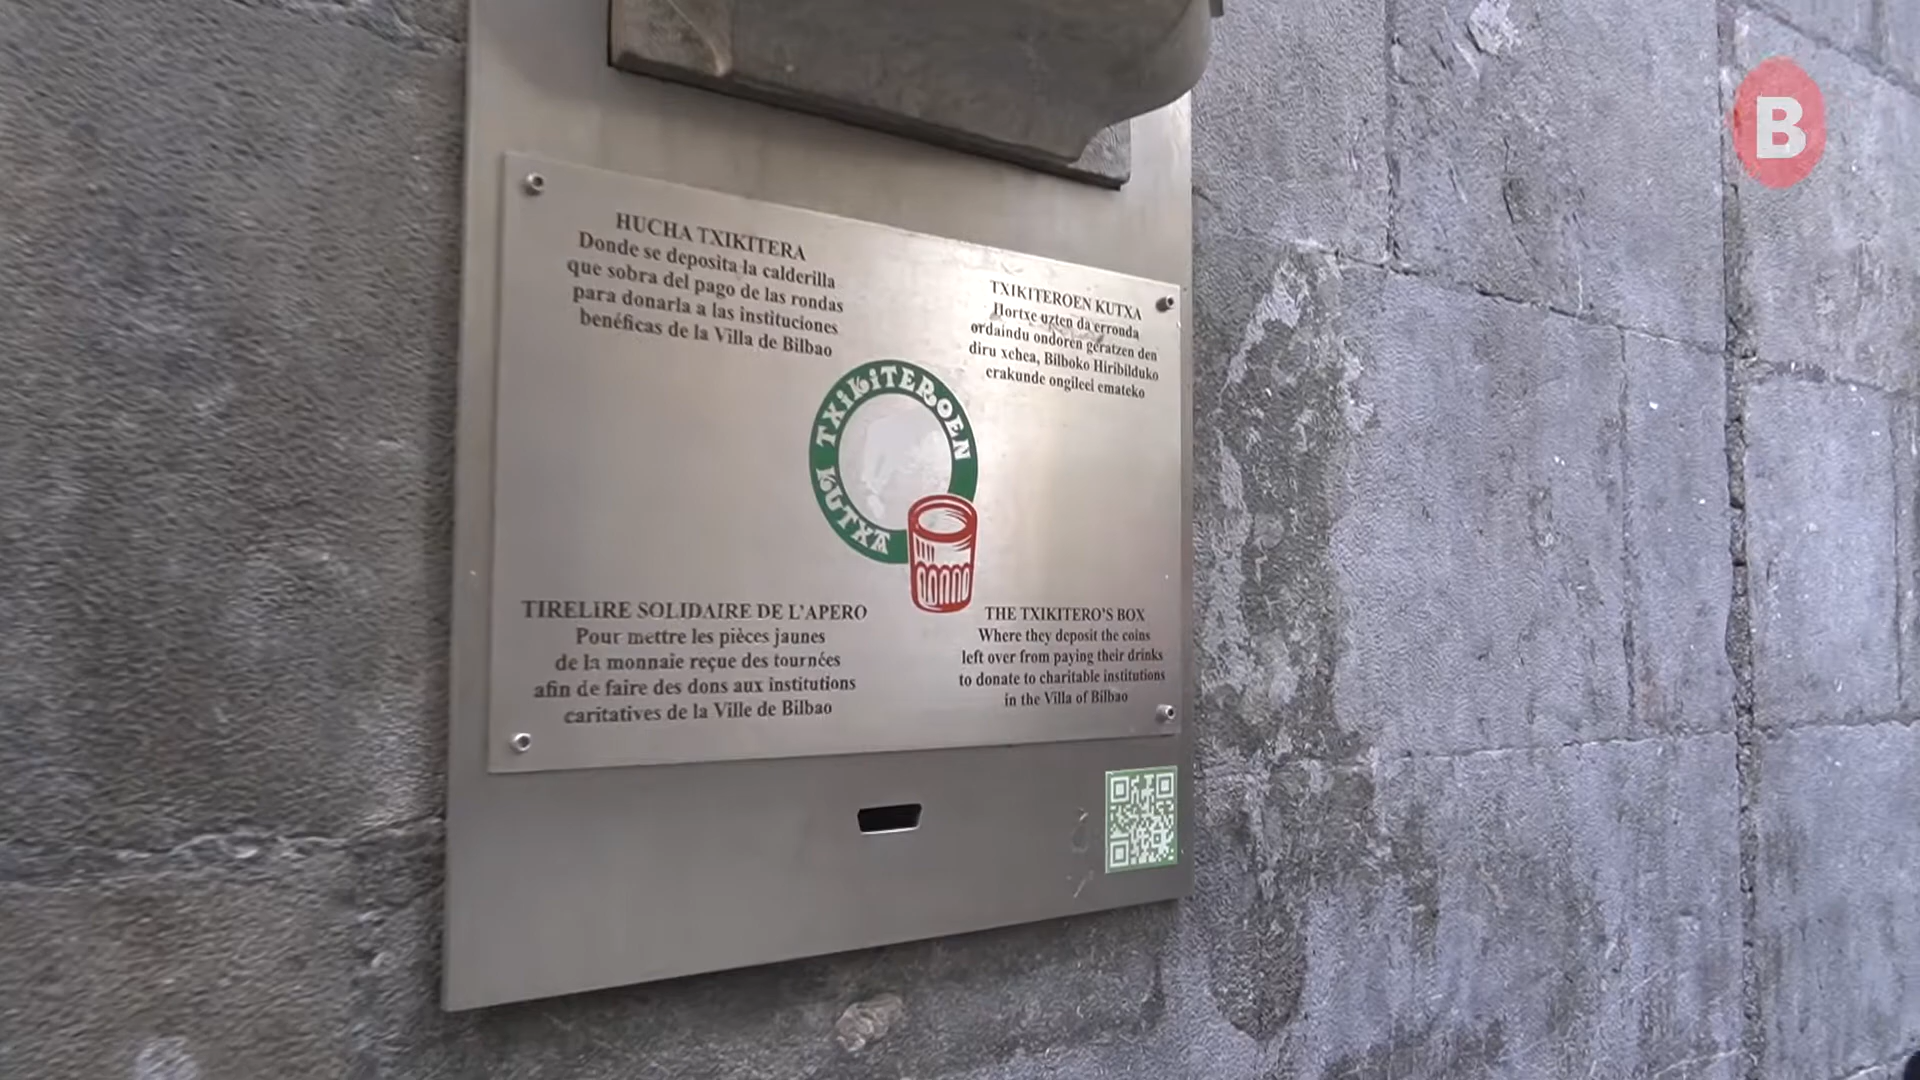 HUCHA TXIKITERA
Donde se deposita la calderilla
que sobra del pago de las rondas
para donarla a las instituciones
benéficas de la Villa de Bilbao
TXIKITEROEN KUTXA
Hortxe uzten da erronda
ordaindu ondoren geratzen den
diru xehea, Bilboko Hiribilduko
erakunde ongileei emateko
TXIKITEROEN
KUTXA
TIRELIRE SOLIDAIRE DE L'APERO
Pour mettre les pièces jaunes
de la monnaie reçue des tournées
afin de faire des dons aux institutions
caritatives de la Ville de Bilbao
THE TXIKITERO'S BOX
Where they deposit the coins
left over from paying their drinks
to donate to charitable institutions
in the Villa of Bilbao
B